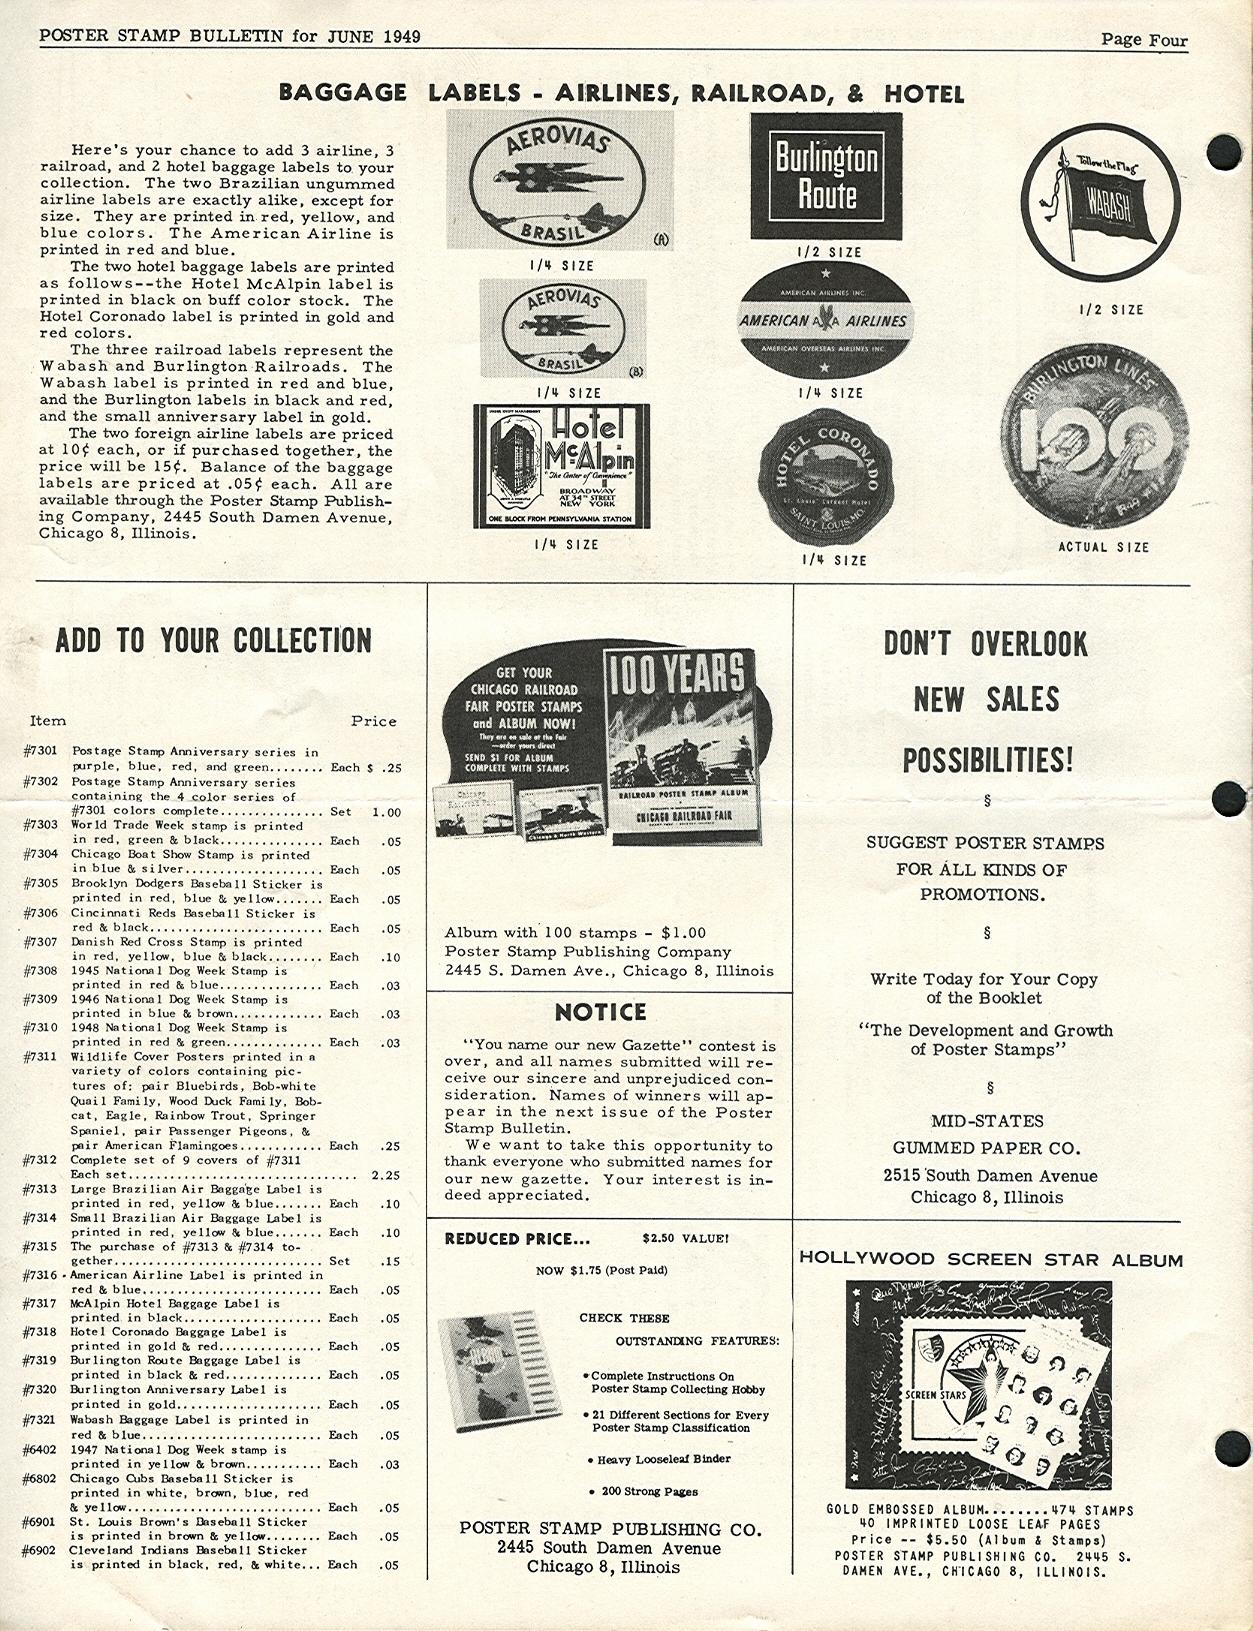 POSTER STAMP BULLETIN for JUNE 1949
Page Four
BAGGAGE LABELS - AIRLINES, RAILROAD, & HOTEL
Here's your chance to add 3 airline, 3
railroad, and 2 hotel baggage labels to your
collection. The two Brazilian ungummed
airline labels are exactly alike, except for
size. They are printed in red, yellow, and
blue colors. The American Airline is
printed in red and blue.
The two hotel baggage labels are printed
as follows--the Hotel McAlpin label is
printed in black on buff color stock. The
Hotel Coronado label is printed in gold and
red colors.
The three railroad labels represent the
Wabash and Burlington Railroads. The
Wabash label is printed in red and blue,
and the Burlington labels in black and red,
and the small anniversary label in gold.
The two foreign airline labels are priced
at 10¢ each, or if purchased together, the
price will be 15¢. Balance of the baggage
labels are priced at .05¢ each. All are
available through the Poster Stamp Publish-
ing Company, 2445 South Damen Avenue,
Chicago 8, Illinois.
AEROVIAS
BRASIL
(A)
1/4 SIZE
AEROVIAS
BRASIL
(B)
1/4 SIZE
UNDER KNOTT MANAGEMENT
Hotel
McAlpin
"The Center of Convenience"
BROADWAY
AT 34TH STREET
NEW YORK
ONE BLOCK FROM PENNSYLVANIA STATION
1/4 SIZE
Burlington
Route
1/2 SIZE
AMERICAN AIRLINES INC.
AMERICAN AA AIRLINES
AMERICAN OVERSEAS AIRLINES INC.
1/4 SIZE
HOTEL CORONADO
St. Louis' Largest Hotel
SAINT LOUIS, MO.
1/4 SIZE
Follow the Flag
WABASH
1/2 SIZE
BURLINGTON LINES
100
1849
ACTUAL SIZE
ADD TO YOUR COLLECTION
Item Price
#7301 Postage Stamp Anniversary series in
purple, blue, red, and green....... Each $ .25
#7302 Postage Stamp Anniversary series
containing the 4 color series of
#7301 colors complete............... Set 1.00
#7303 World Trade Week stamp is printed
in red, green & black............... Each .05
#7304 Chicago Boat Show Stamp is printed
in blue & silver.................... Each .05
#7305 Brooklyn Dodgers Baseball Sticker is
printed in red, blue & yellow....... Each .05
#7306 Cincinnati Reds Baseball Sticker is
red & black......................... Each .05
#7307 Danish Red Cross Stamp is printed
in red, yellow, blue & black........ Each .10
#7308 1945 National Dog Week Stamp is
printed in red & blue............... Each .03
#7309 1946 National Dog Week Stamp is
printed in blue & brown............. Each .03
#7310 1948 National Dog Week Stamp is
printed in red & green.............. Each .03
#7311 Wildlife Cover Posters printed in a
variety of colors containing pic-
tures of: pair Bluebirds, Bob-white
Quail Family, Wood Duck Family, Bob-
cat, Eagle, Rainbow Trout, Springer
Spaniel, pair Passenger Pigeons, &
pair American Flamingoes............ Each .25
#7312 Complete set of 9 covers of #7311
Each set................................. 2.25
#7313 Large Brazilian Air Baggage Label is
printed in red, yellow & blue....... Each .10
#7314 Small Brazilian Air Baggage Label is
printed in red, yellow & blue....... Each .10
#7315 The purchase of #7313 & #7314 to-
gether.............................. Set .15
#7316 American Airline Label is printed in
red & blue.......................... Each .05
#7317 McAlpin Hotel Baggage Label is
printed in black.................... Each .05
#7318 Hotel Coronado Baggage Label is
printed in gold & red............... Each .05
#7319 Burlington Route Baggage Label is
printed in black & red.............. Each .05
#7320 Burlington Anniversary Label is
printed in gold..................... Each .05
#7321 Wabash Baggage Label is printed in
red & blue.......................... Each .05
#6402 1947 National Dog Week stamp is
printed in yellow & brown........... Each .03
#6802 Chicago Cubs Baseball Sticker is
printed in white, brown, blue, red
& yellow............................ Each .05
#6901 St. Louis Brown's Baseball Sticker
is printed in brown & yellow........ Each .05
#6902 Cleveland Indians Baseball Sticker
is printed in black, red, & white... Each .05
GET YOUR
CHICAGO RAILROAD
FAIR POSTER STAMPS
and ALBUM NOW!
They are on sale at the Fair
—order yours direct
SEND $1 FOR ALBUM
COMPLETE WITH STAMPS
100 YEARS
RAILROAD POSTER STAMP ALBUM
CHICAGO RAILROAD FAIR
Chicago
Chicago & North Western
Album with 100 stamps - $1.00
Poster Stamp Publishing Company
2445 S. Damen Ave., Chicago 8, Illinois
NOTICE
"You name our new Gazette" contest is
over, and all names submitted will re-
ceive our sincere and unprejudiced con-
sideration. Names of winners will ap-
pear in the next issue of the Poster
Stamp Bulletin.
We want to take this opportunity to
thank everyone who submitted names for
our new gazette. Your interest is in-
deed appreciated.
REDUCED PRICE... $2.50 VALUE!
NOW $1.75 (Post Paid)
CHECK THESE
OUTSTANDING FEATURES:
• Complete Instructions On
Poster Stamp Collecting Hobby
• 21 Different Sections for Every
Poster Stamp Classification
• Heavy Looseleaf Binder
• 200 Strong Pages
POSTER STAMP PUBLISHING CO.
2445 South Damen Avenue
Chicago 8, Illinois
DON'T OVERLOOK
NEW SALES
POSSIBILITIES!
§
SUGGEST POSTER STAMPS
FOR ALL KINDS OF
PROMOTIONS.
§
Write Today for Your Copy
of the Booklet
"The Development and Growth
of Poster Stamps"
§
MID-STATES
GUMMED PAPER CO.
2515 South Damen Avenue
Chicago 8, Illinois
HOLLYWOOD SCREEN STAR ALBUM
SCREEN STARS
GOLD EMBOSSED ALBUM........474 STAMPS
40 IMPRINTED LOOSE LEAF PAGES
Price -- $5.50 (Album & Stamps)
POSTER STAMP PUBLISHING CO. 2445 S.
DAMEN AVE., CHICAGO 8, ILLINOIS.